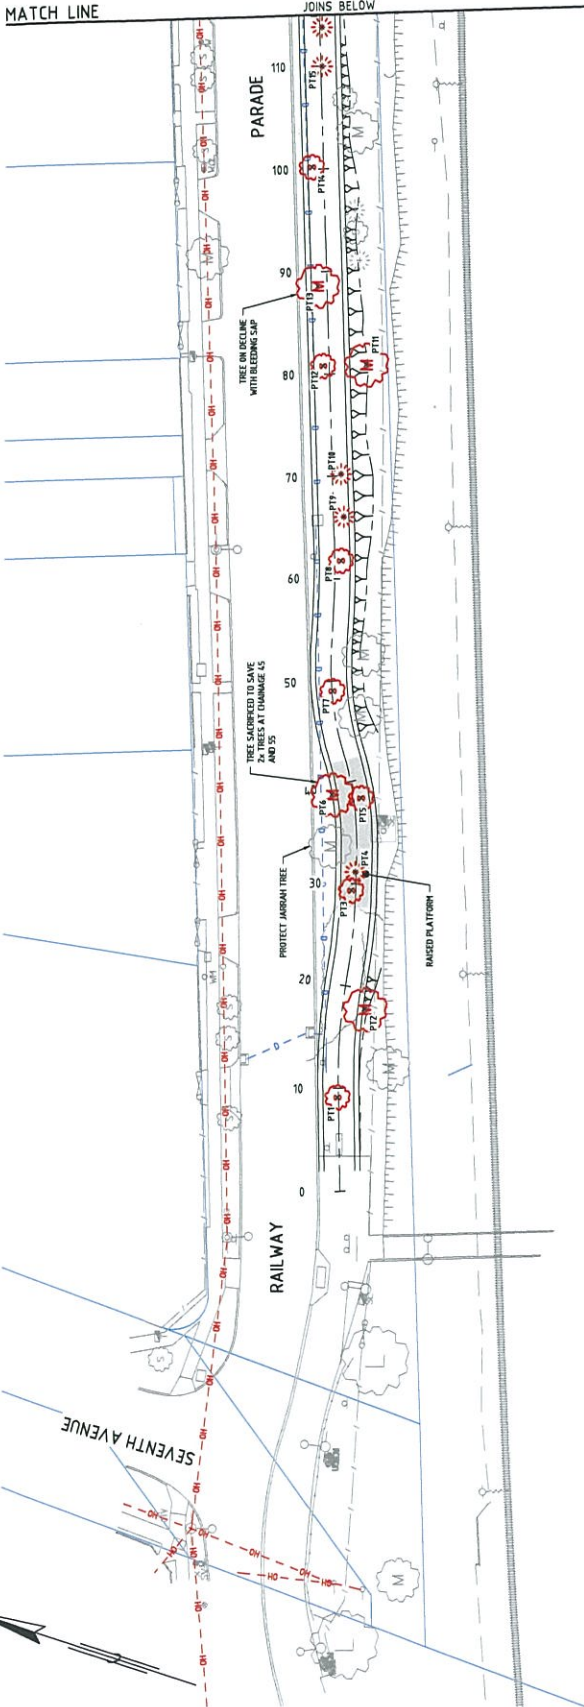 MATCH LINE
JOINS BELOW
110
PT15
PARADE
100
PT14
90
PT13
M
TREE ON DECLINE
WITH BLEEDING SAP
80
PT12
M
PT11
70
PT10
PT9
60
PT8
50
PT7
TREE SACRIFICED TO SAVE
2x TREES AT CHAINAGE 45
AND 55
PT6
M
PT5
PROTECT JARRAH TREE
M
30
PT4
PT3
RAISED PLATFORM
20
M
PT2
10
PT1
M
0
RAILWAY
L
SEVENTH AVENUE
OH
M
L